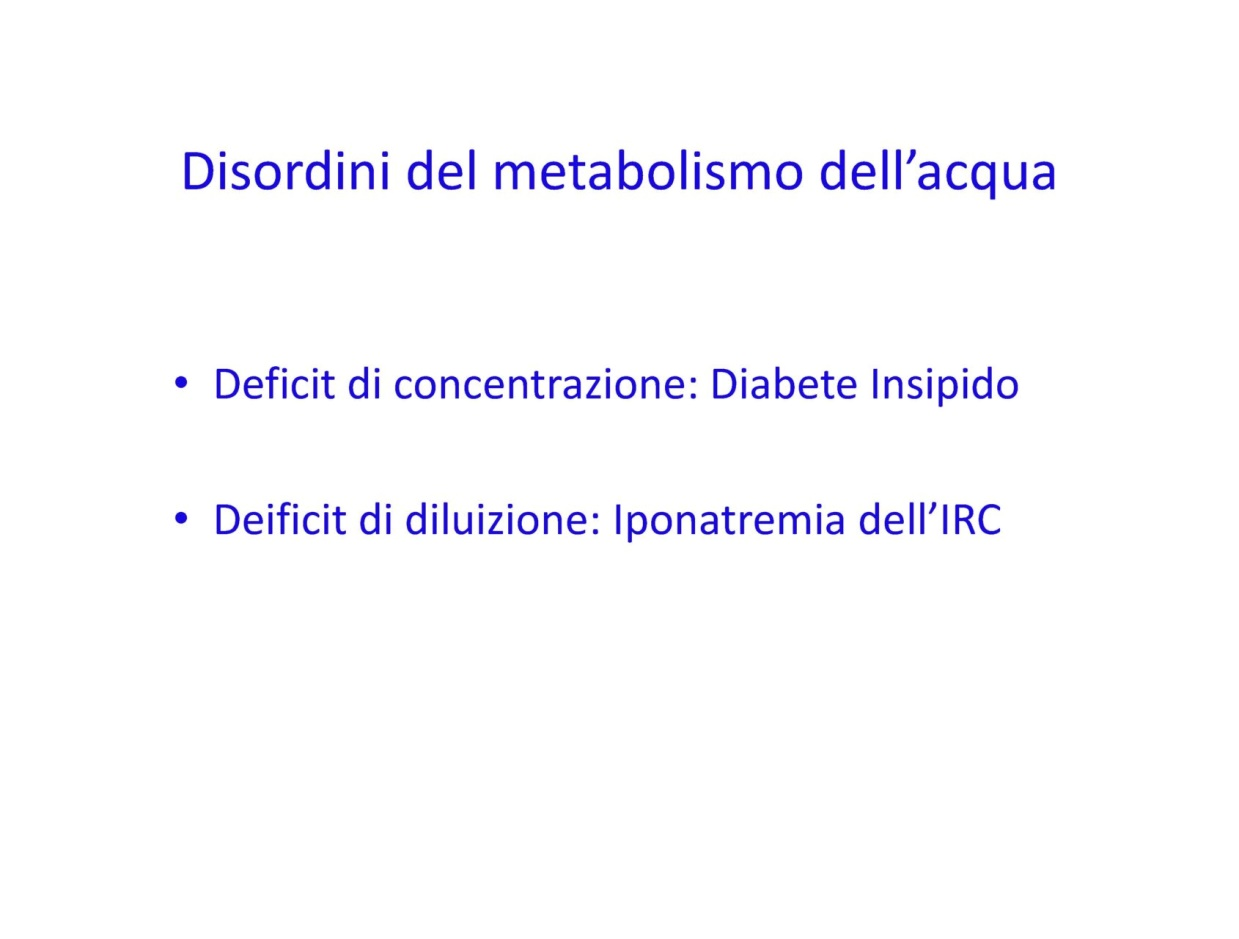 Disordini del metabolismo dell’acqua
• Deficit di concentrazione: Diabete Insipido
• Deificit di diluizione: Iponatremia dell’IRC